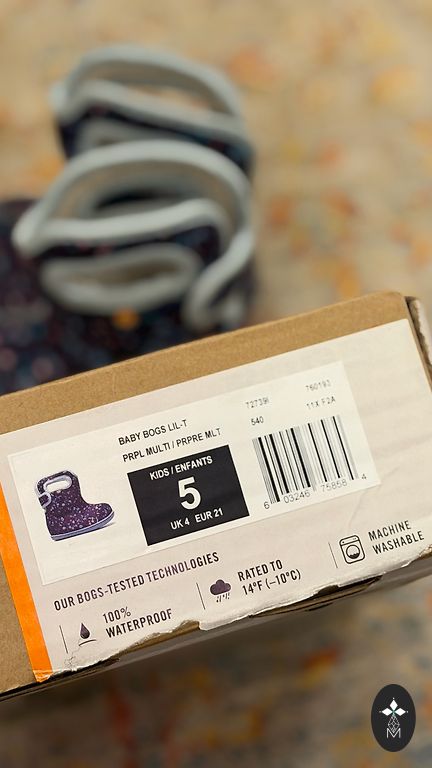 BABY BOGS LIL-T
PRPL MULTI / PRPRE MLT
72739I 760193
540 11X F2A
KIDS / ENFANTS
5
UK 4 EUR 21
6 03246 75858 4
OUR BOGS-TESTED TECHNOLOGIES
100%
WATERPROOF
RATED TO
14°F (–10°C)
MACHINE
WASHABLE
M